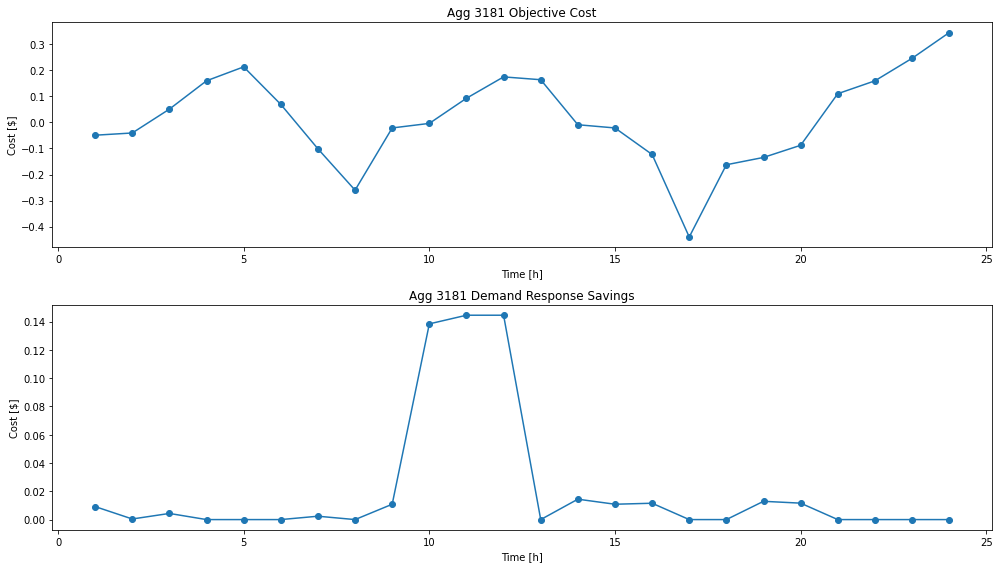 Agg 3181 Objective Cost
0.3
0.2
0.1
0.0
−0.1
−0.2
−0.3
−0.4
Cost [$]
0 5 10 15 20 25
Time [h]
Agg 3181 Demand Response Savings
0.14
0.12
0.10
0.08
0.06
0.04
0.02
0.00
Cost [$]
0 5 10 15 20 25
Time [h]